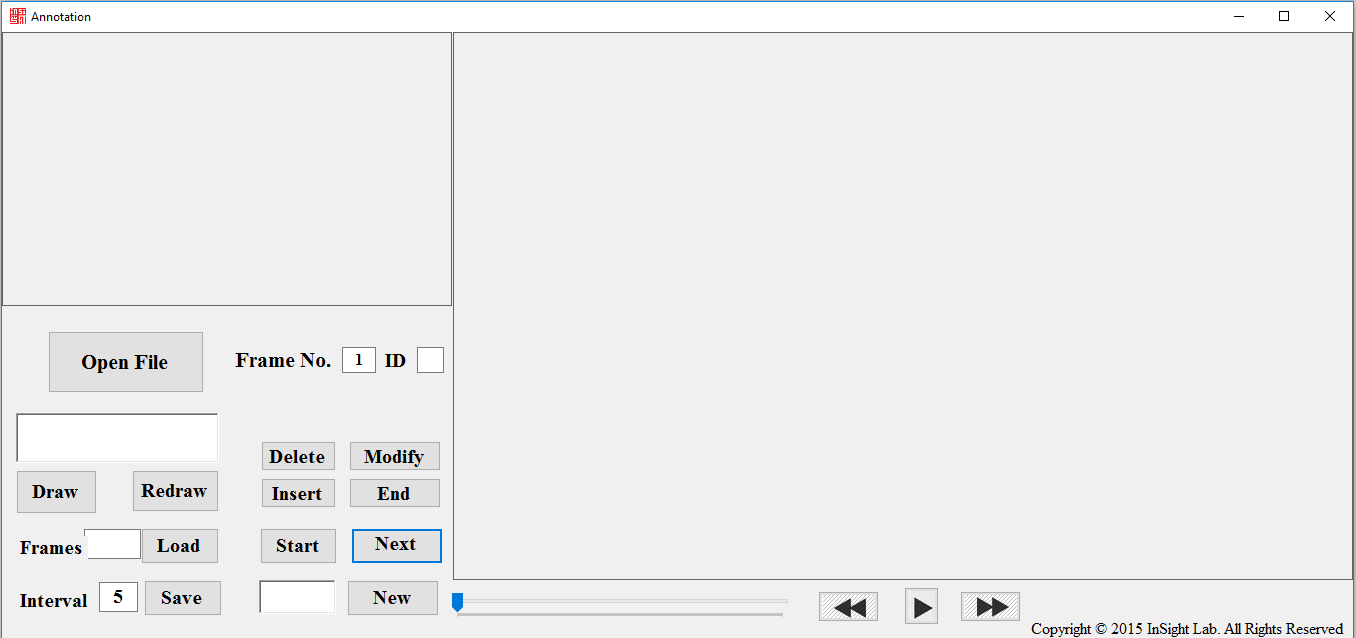 Annotation
Open File
Frame No. 1 ID
Delete Modify
Draw Redraw Insert End
Frames Load Start Next
Interval 5 Save New
Copyright © 2015 InSight Lab. All Rights Reserved